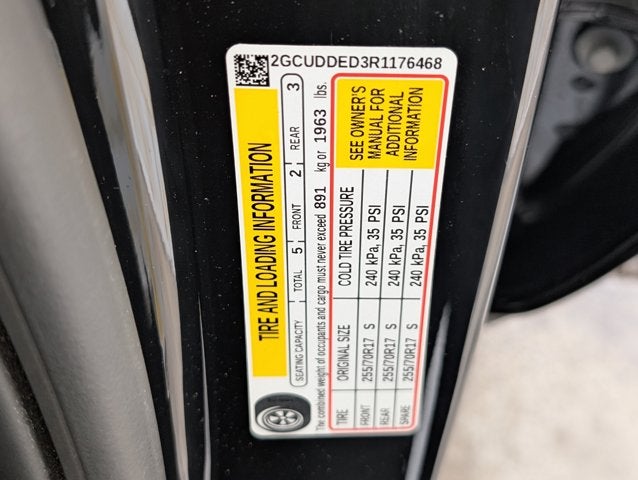 2GCUDDED3R1176468
TIRE AND LOADING INFORMATION
SEATING CAPACITY TOTAL 5 FRONT 2 REAR 3
The combined weight of occupants and cargo must never exceed 891 kg or 1963 lbs.
TIRE ORIGINAL SIZE COLD TIRE PRESSURE
FRONT 255/70R17 S 240 kPa, 35 PSI
REAR 255/70R17 S 240 kPa, 35 PSI
SPARE 255/70R17 S 240 kPa, 35 PSI
SEE OWNER'S
MANUAL FOR
ADDITIONAL
INFORMATION